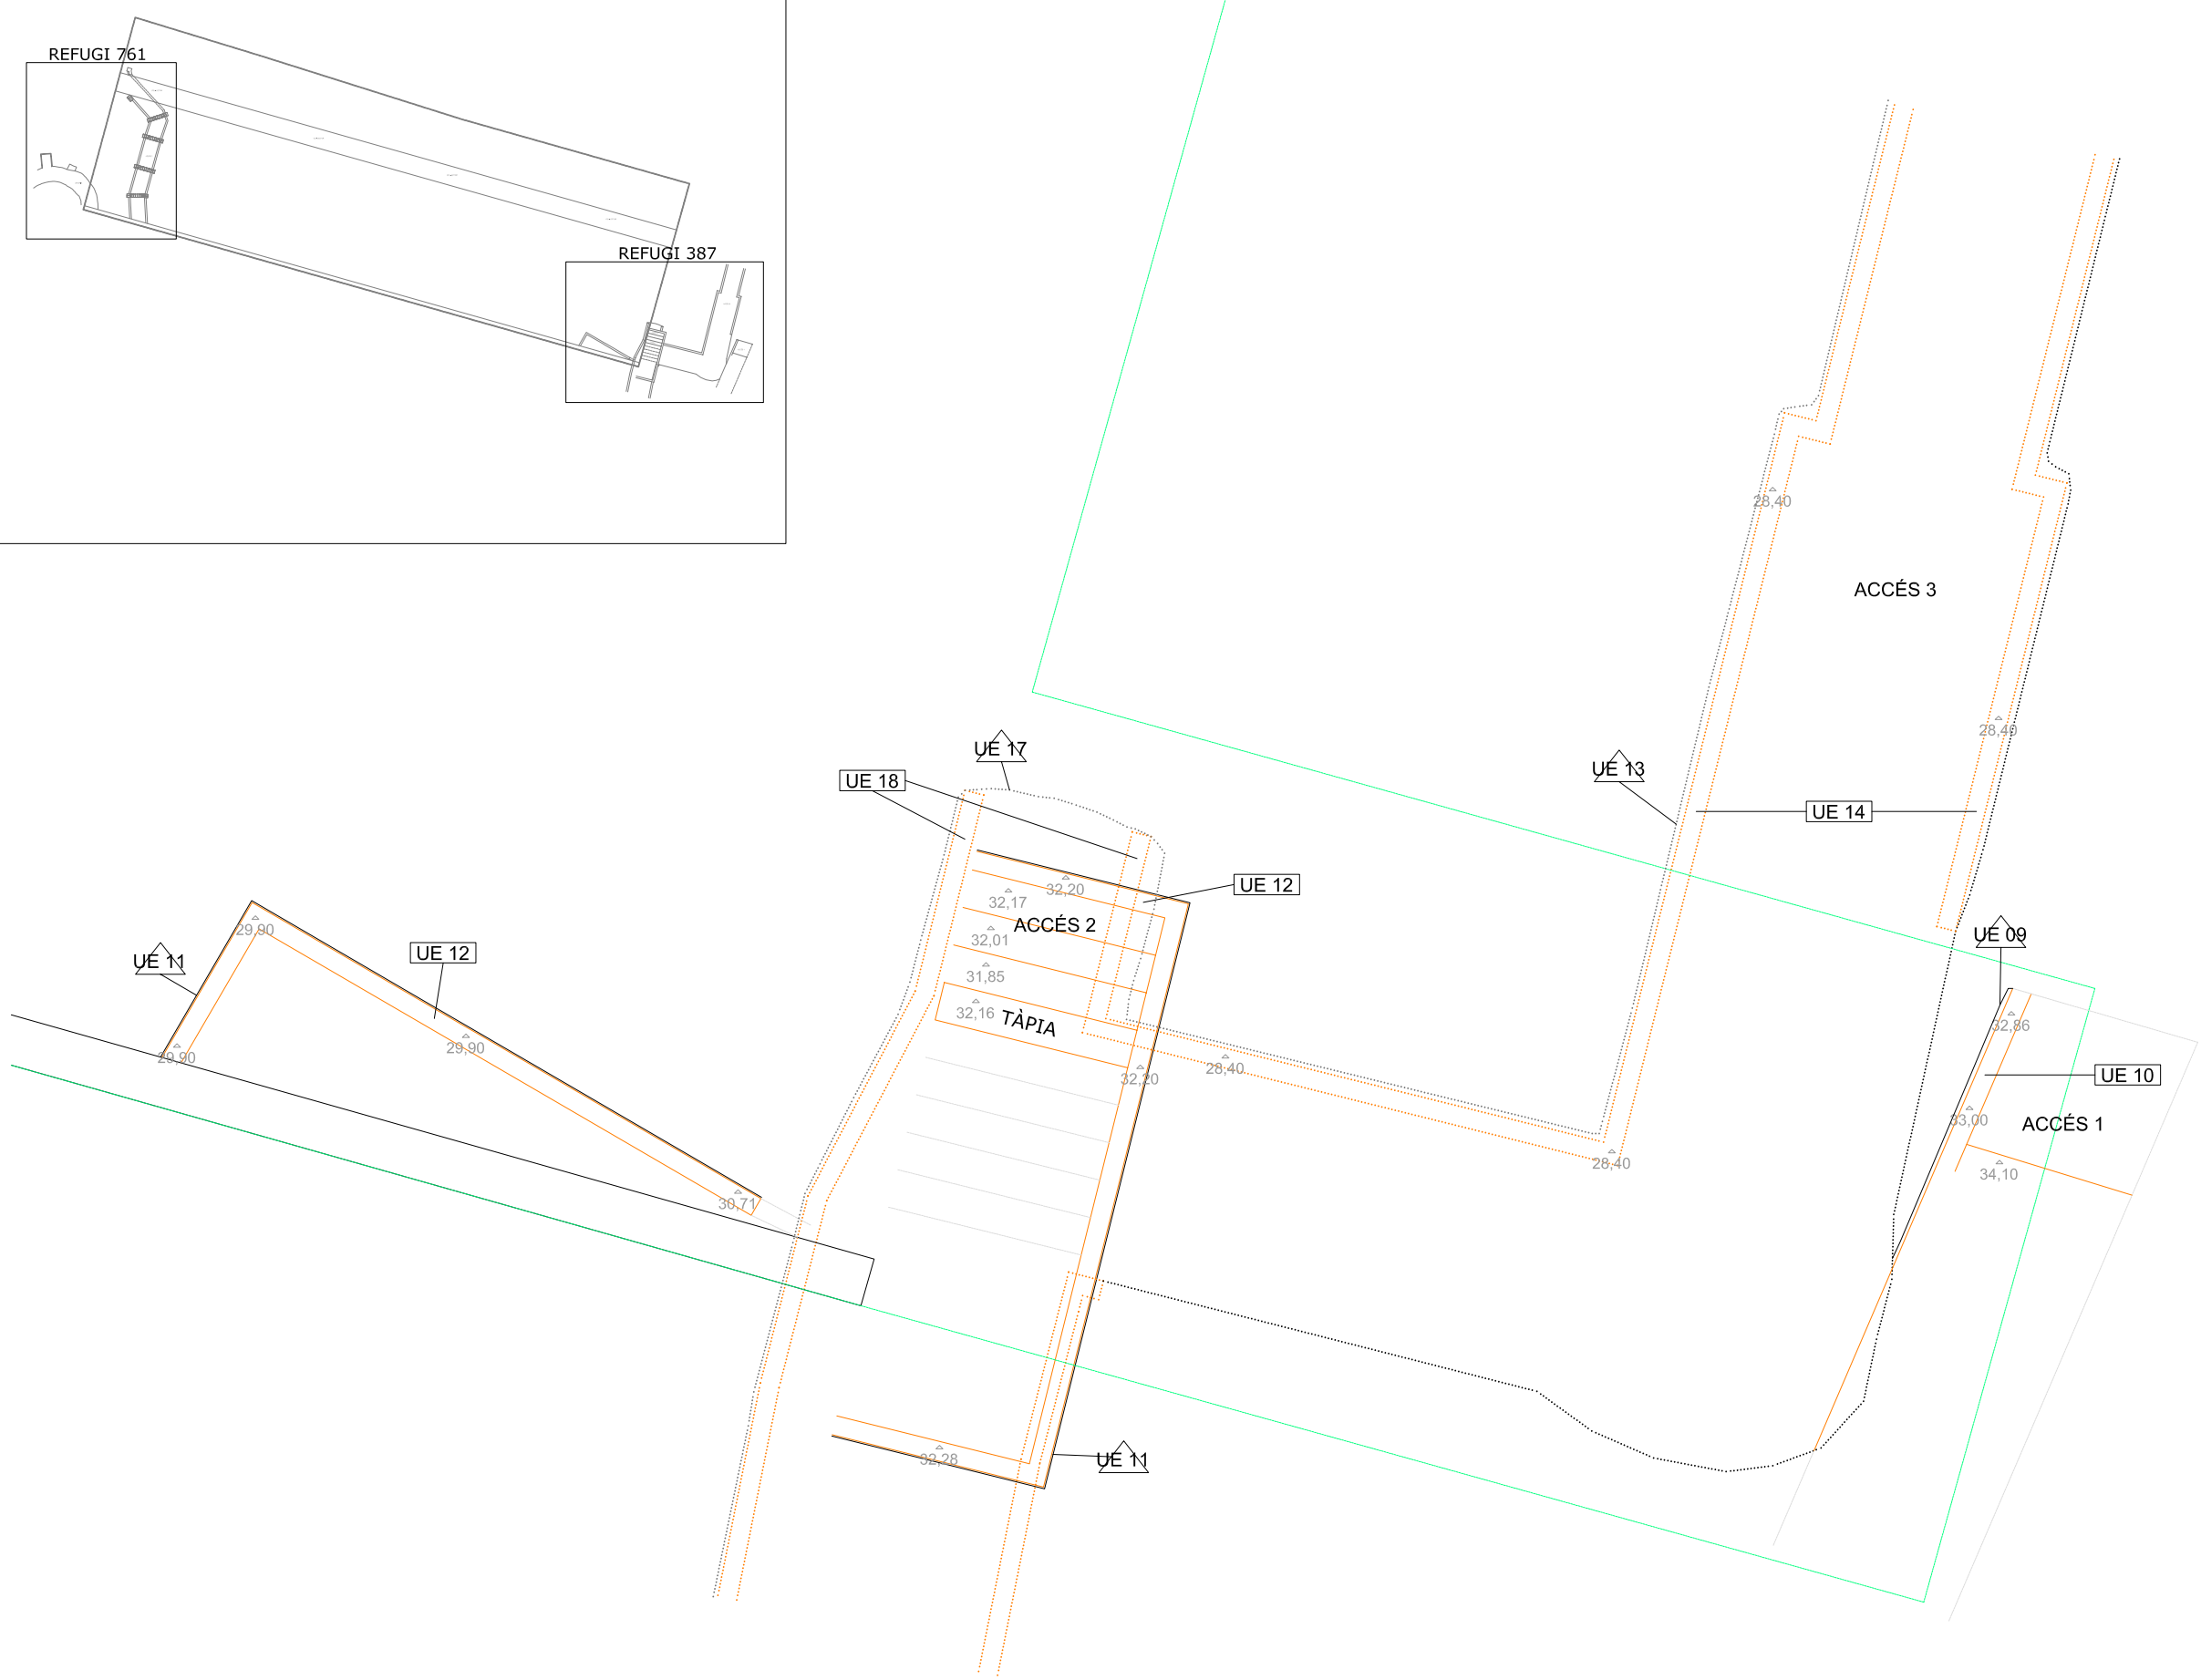 REFUGI 761
REFUGI 387
28,40
ACCÉS 3
28,40
UE 17
UE 18
UE 13
UE 14
UE 12
32,20
32,17
ACCÉS 2
29,90
32,01
UE 09
UE 12
UE 11
31,85
32,16
TÀPIA
32,86
29,90
29,90
28,40
32,20
UE 10
33,00
ACCÉS 1
28,40
34,10
30,71
32,28
UE 11